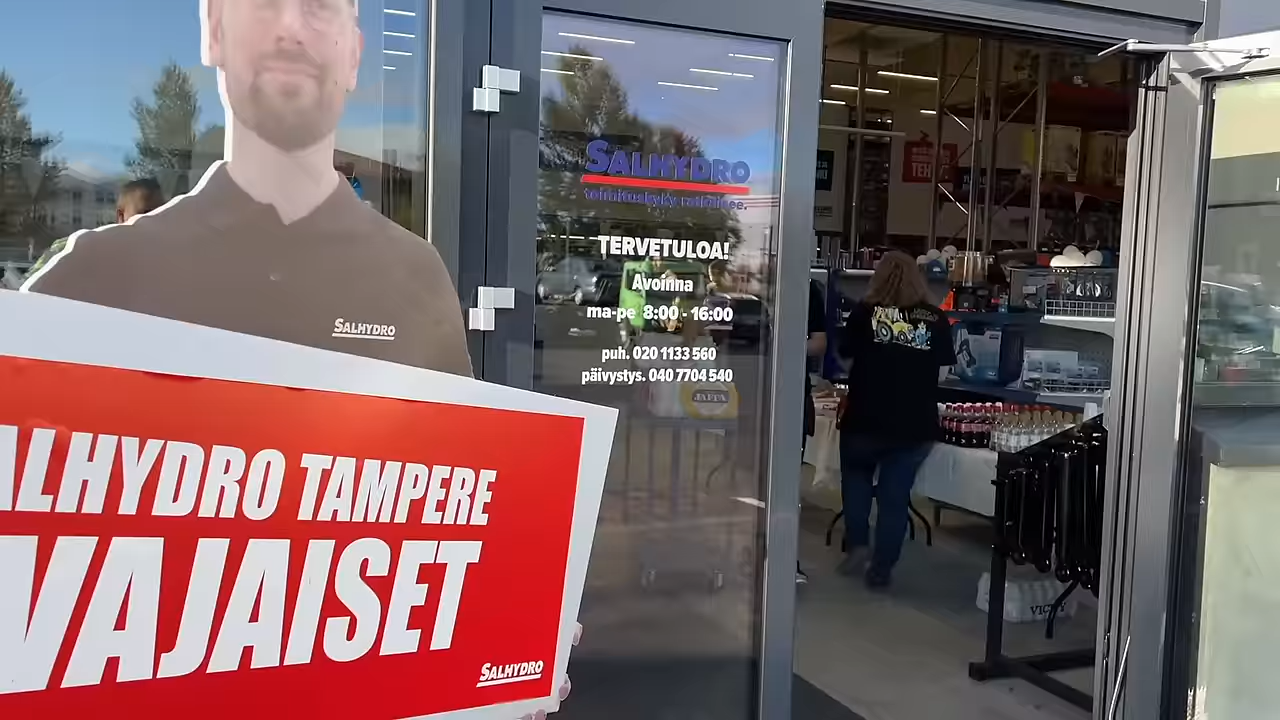 SALHYDRO
ALHYDRO TAMPERE
VAJAISET
SALHYDRO
SALHYDRO
TERVETULOA!
Avoinna
ma-pe 8:00 - 16:00
puh. 020 1133 560
päivystys. 040 7704 540
JAFFA